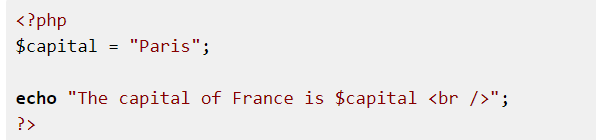 <?php
$capital = "Paris";
echo "The capital of France is $capital <br />";
?>